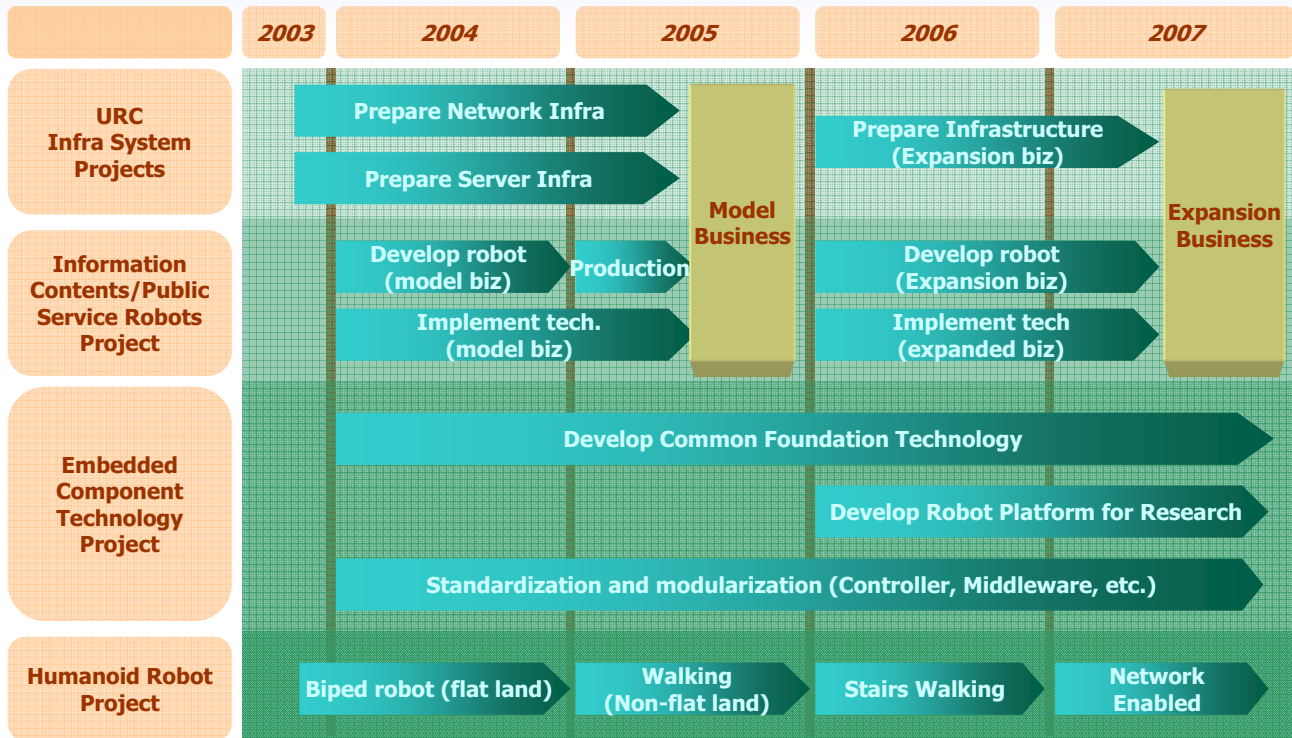 2003
2004
2005
2006
2007
URC
Infra System
Projects
Prepare Network Infra
Prepare Server Infra
Prepare Infrastructure
(Expansion biz)
Model
Business
Expansion
Business
Information
Contents/Public
Service Robots
Project
Develop robot
(model biz)
Production
Develop robot
(Expansion biz)
Implement tech.
(model biz)
Implement tech
(expanded biz)
Embedded
Component
Technology
Project
Develop Common Foundation Technology
Develop Robot Platform for Research
Standardization and modularization (Controller, Middleware, etc.)
Humanoid Robot
Project
Biped robot (flat land)
Walking
(Non-flat land)
Stairs Walking
Network
Enabled